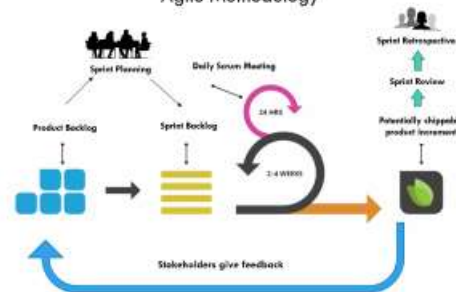 Agile Methodology
Sprint Planning
Daily Scrum Meeting
Sprint Retrospective
Sprint Review
24 HRS
Product Backlog
Sprint Backlog
Potentially shippable
product increment
2-4 WEEKS
Stakeholders give feedback